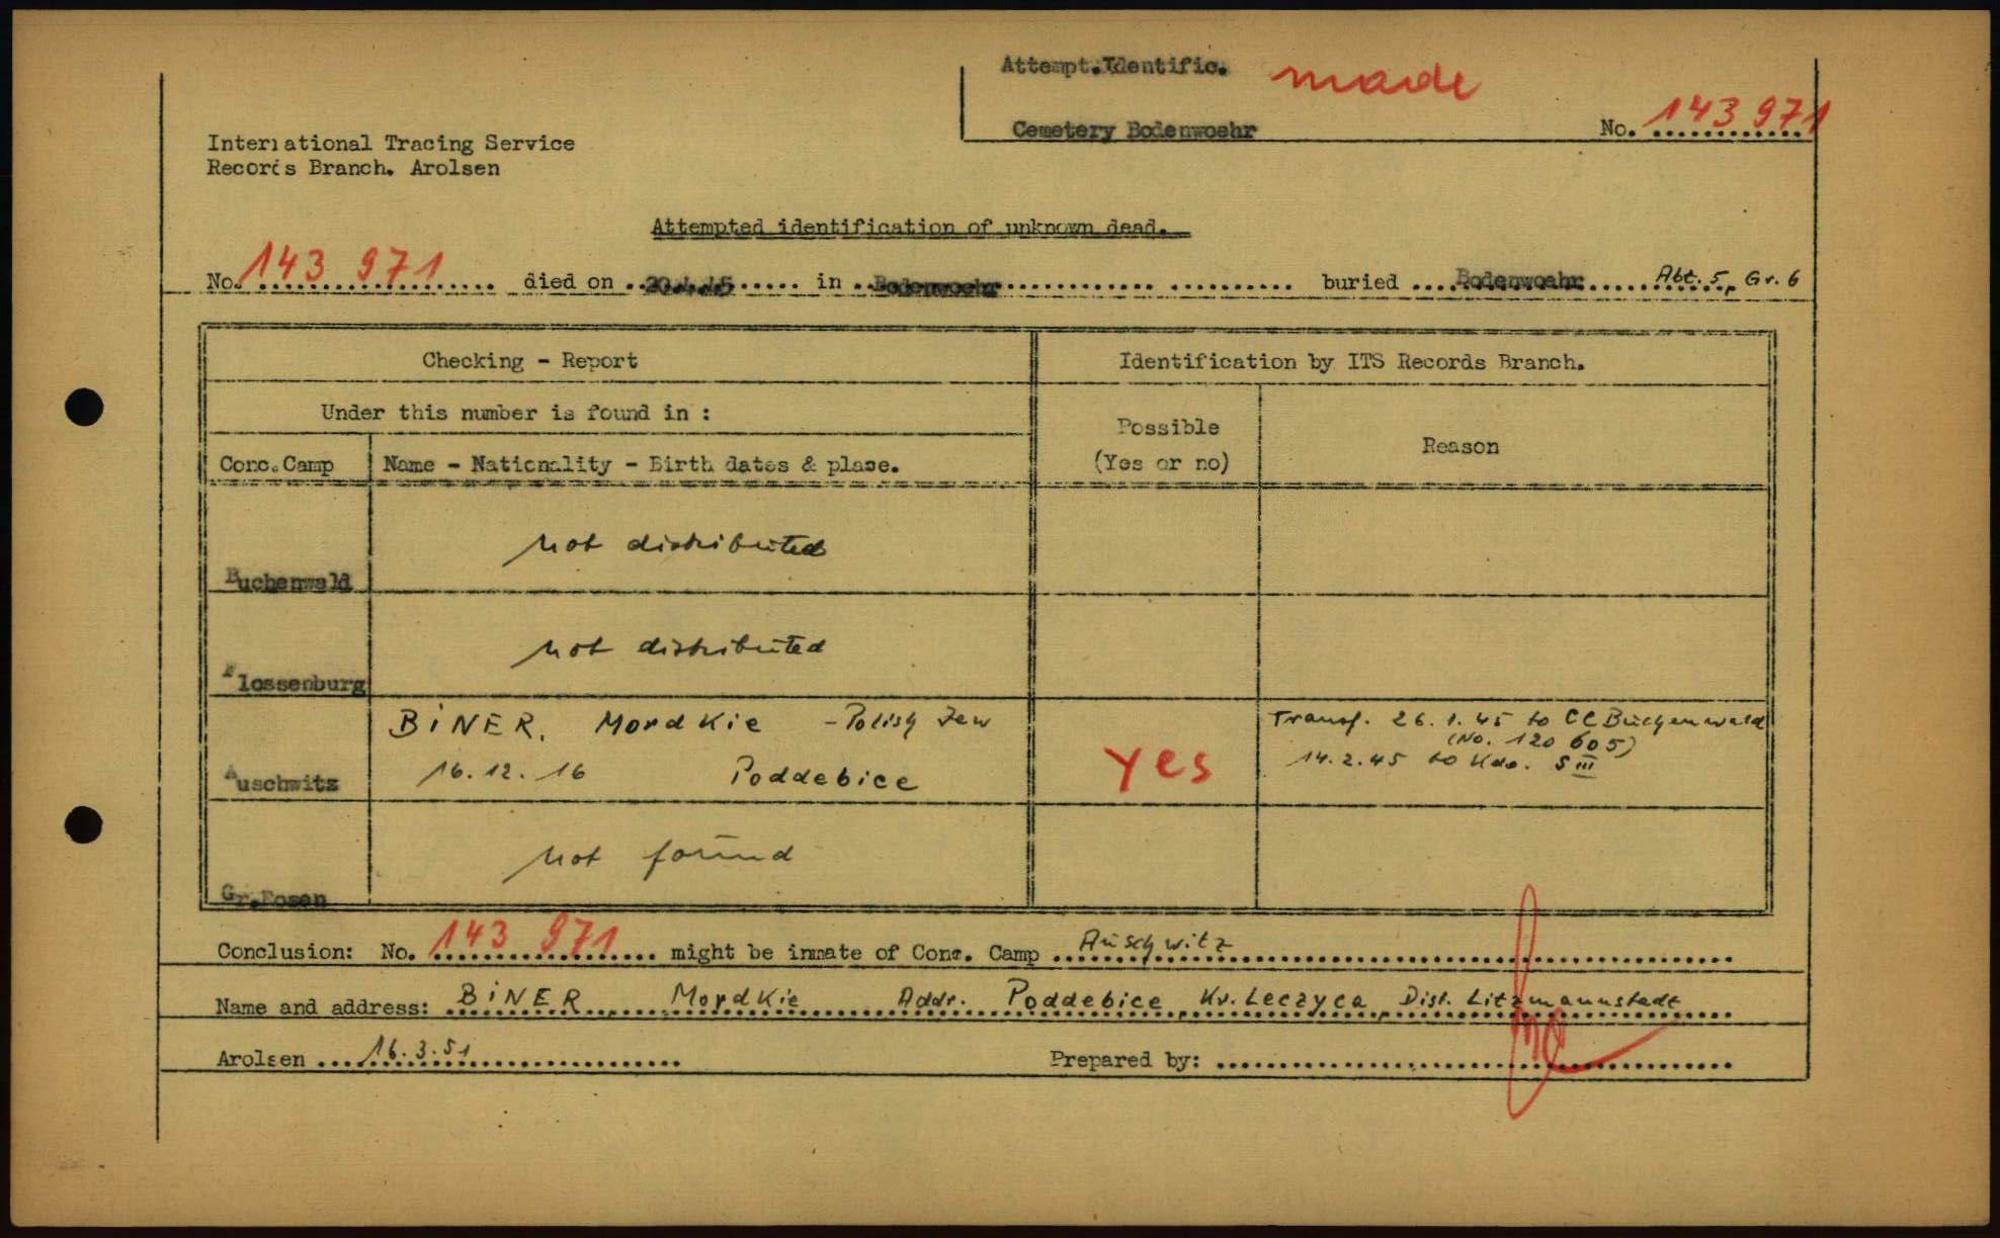 Attempt.Identific. made
Cemetery Bodenwoehr No. 143 971
International Tracing Service
Records Branch. Arolsen
Attempted identification of unknown dead.
No. 143 971 died on 20.4.45 in Bodenwoehr buried Bodenwoehr Abt. 5, Gr. 6
Checking - Report
Identification by ITS Records Branch.
Under this number is found in :
Possible
(Yes or no)
Reason
Conc.Camp Name - Nationality - Birth dates & place.
Buchenwald not distributed
Flossenburg not distributed
Auschwitz BINER, Mordkie - Polish Jew
16.12.16 Poddebice
yes
Transf. 26.1.45 to CC Buchenwald
(No. 120 605)
14.2.45 to Kdo. S III
Gr.Rosen not found
Conclusion: No. 143 971 might be inmate of Conc. Camp Auschwitz
Name and address: BINER Mordkie Addr. Poddebice, Kr. Leczyca, Dist. Litzmannstadt
Arolsen 16.3.51 Prepared by: